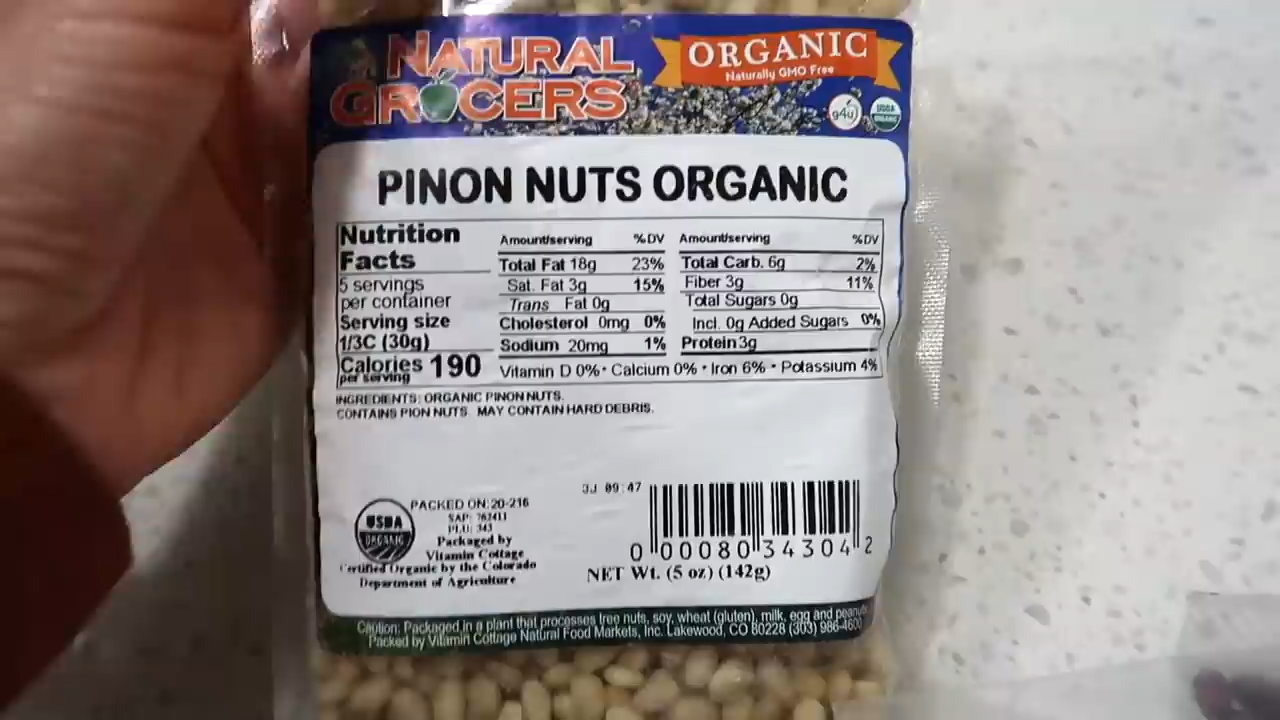 NATURAL
GROCERS
ORGANIC
Naturally GMO Free
g4u
USDA
ORGANIC
PINON NUTS ORGANIC
Nutrition
Facts
5 servings
per container
Serving size
1/3C (30g)
Calories 190
per serving
Amount/serving %DV
Total Fat 18g 23%
Sat. Fat 3g 15%
Trans Fat 0g
Cholesterol 0mg 0%
Sodium 20mg 1%
Amount/serving %DV
Total Carb. 6g 2%
Fiber 3g 11%
Total Sugars 0g
Incl. 0g Added Sugars 0%
Protein 3g
Vitamin D 0% • Calcium 0% • Iron 6% • Potassium 4%
INGREDIENTS: ORGANIC PINON NUTS.
CONTAINS PION NUTS. MAY CONTAIN HARD DEBRIS.
3J 09:47
USDA
ORGANIC
PACKED ON:20-216
SAP: 762411
PLU: 343
Packaged by
Vitamin Cottage
Certified Organic by the Colorado
Department of Agriculture
0 00080 34304 2
NET Wt. (5 oz) (142g)
Caution: Packaged in a plant that processes tree nuts, soy, wheat (gluten), milk, egg and peanuts
Packed by Vitamin Cottage Natural Food Markets, Inc. Lakewood, CO 80228 (303) 986-4600